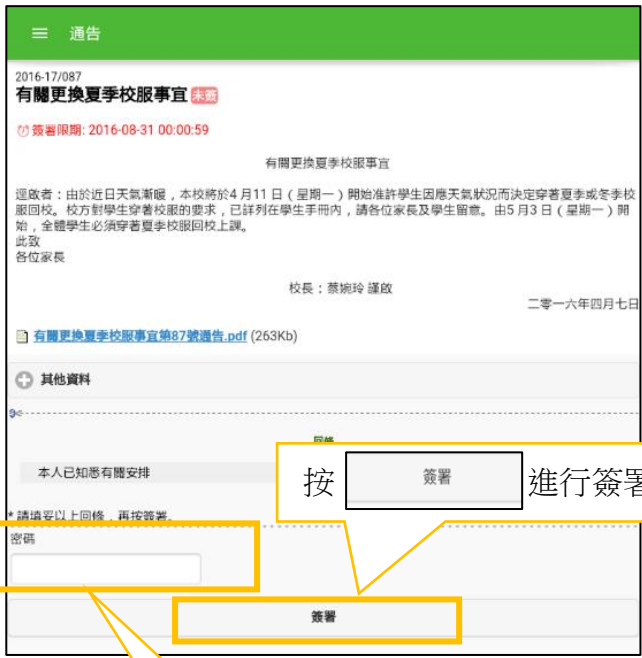 通告
2016-17/087
有關更換夏季校服事宜 未簽
簽署限期: 2016-08-31 00:00:59
有關更換夏季校服事宜
逕啟者：由於近日天氣漸暖，本校將於4 月11 日（星期一）開始准許學生因應天氣狀況而決定穿著夏季或冬季校
服回校。校方對學生穿著校服的要求，已詳列在學生手冊內，請各位家長及學生留意。由5 月3 日（星期一）開
始，全體學生必須穿著夏季校服回校上課。
此致
各位家長
校長：蔡婉玲 謹啟
二零一六年四月七日
有關更換夏季校服事宜第87號通告.pdf (263Kb)
其他資料
回條
本人已知悉有關安排
按 簽署 進行簽署
* 請填妥以上回條，再按簽署。
密碼
簽署